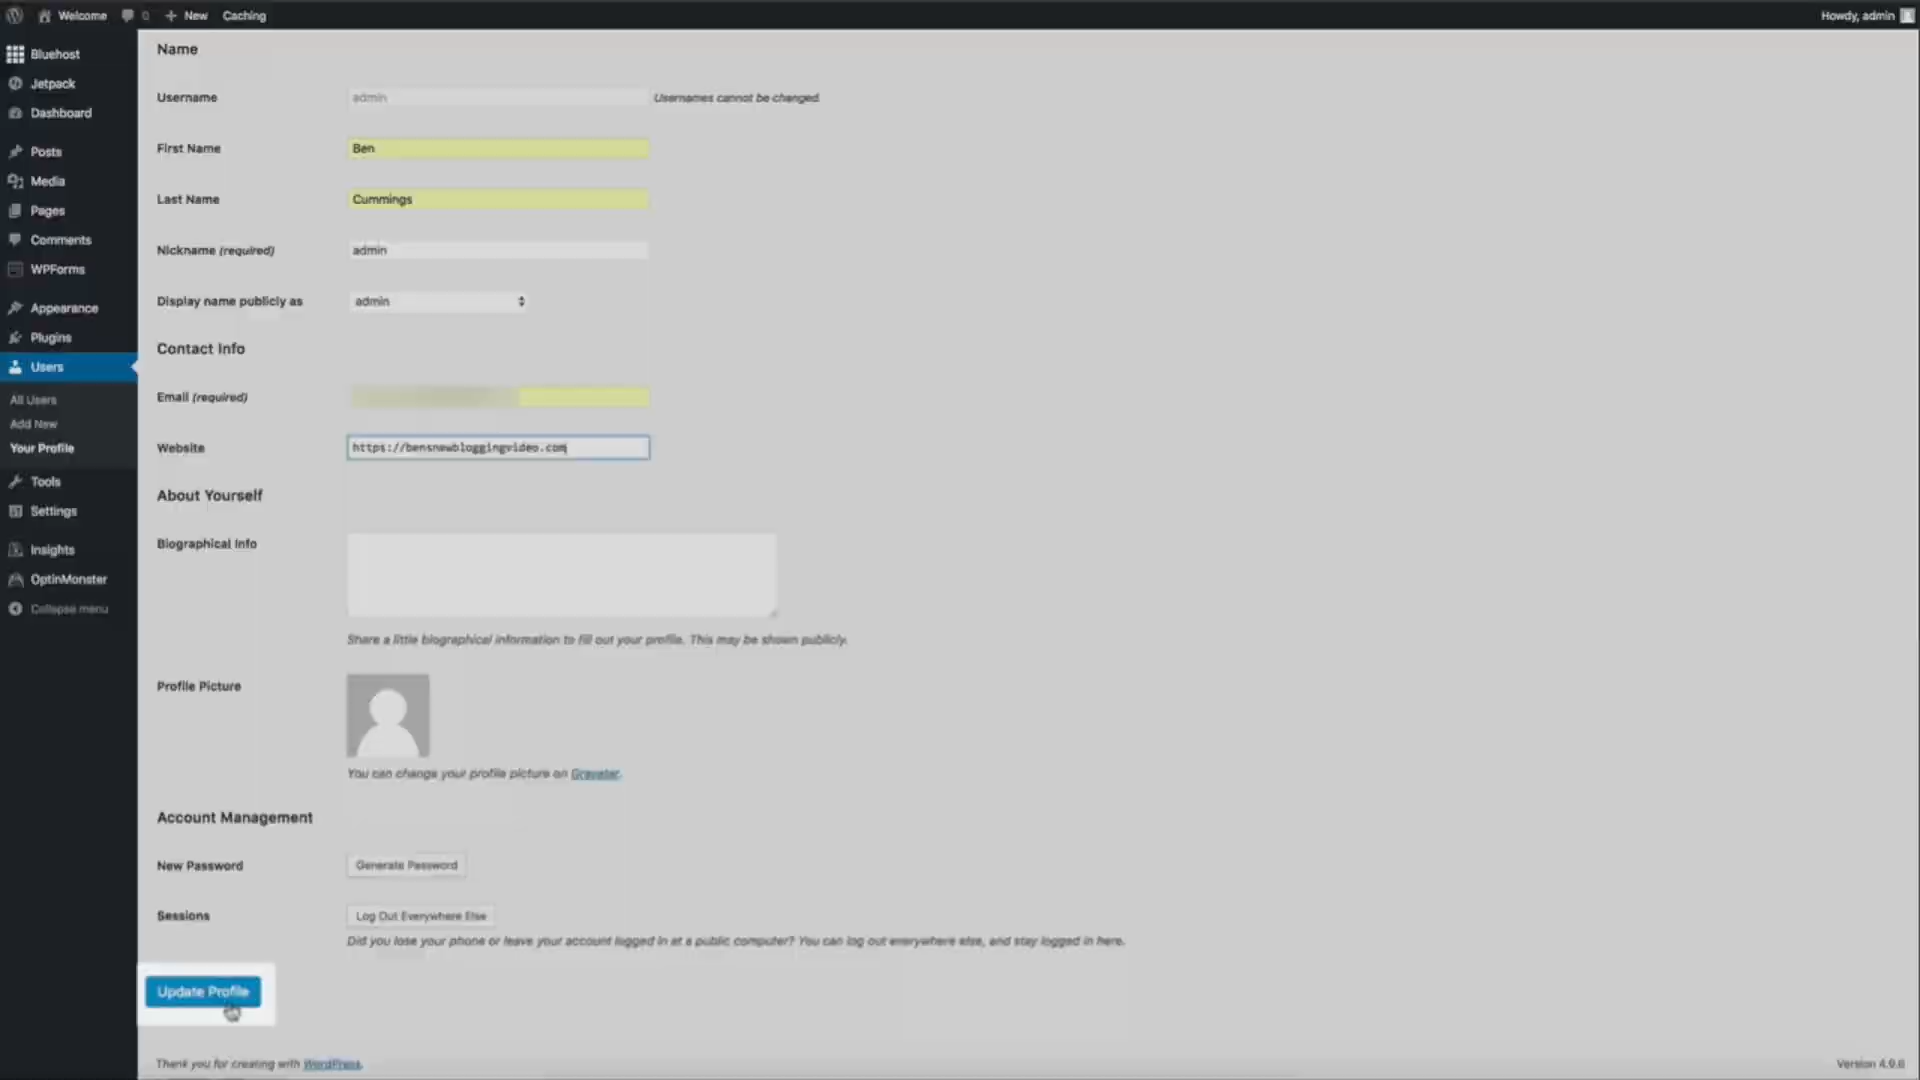 Welcome 0 New Caching Howdy, admin
Bluehost
Jetpack
Dashboard
Posts
Media
Pages
Comments
WPForms
Appearance
Plugins
Users
All Users
Add New
Your Profile
Tools
Settings
Insights
OptinMonster
Collapse menu
Name
Username admin Usernames cannot be changed.
First Name Ben
Last Name Cummings
Nickname (required) admin
Display name publicly as admin
Contact Info
Email (required)
Website https://bensnewbloggingvideo.com
About Yourself
Biographical Info
Share a little biographical information to fill out your profile. This may be shown publicly.
Profile Picture
You can change your profile picture on Gravatar.
Account Management
New Password Generate Password
Sessions Log Out Everywhere Else
Did you lose your phone or leave your account logged in at a public computer? You can log out everywhere else, and stay logged in here.
Update Profile
Thank you for creating with WordPress. Version 4.9.6